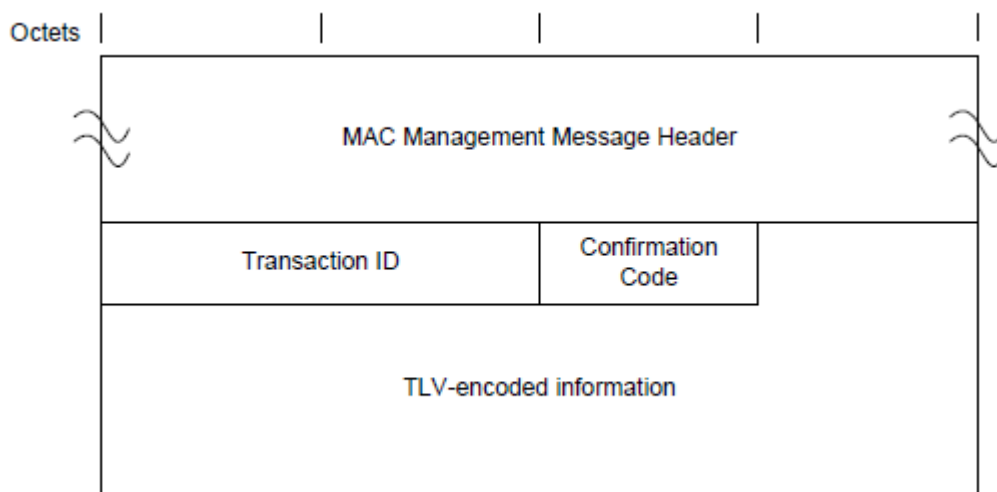 Octets
MAC Management Message Header
Transaction ID
Confirmation
Code
TLV-encoded information